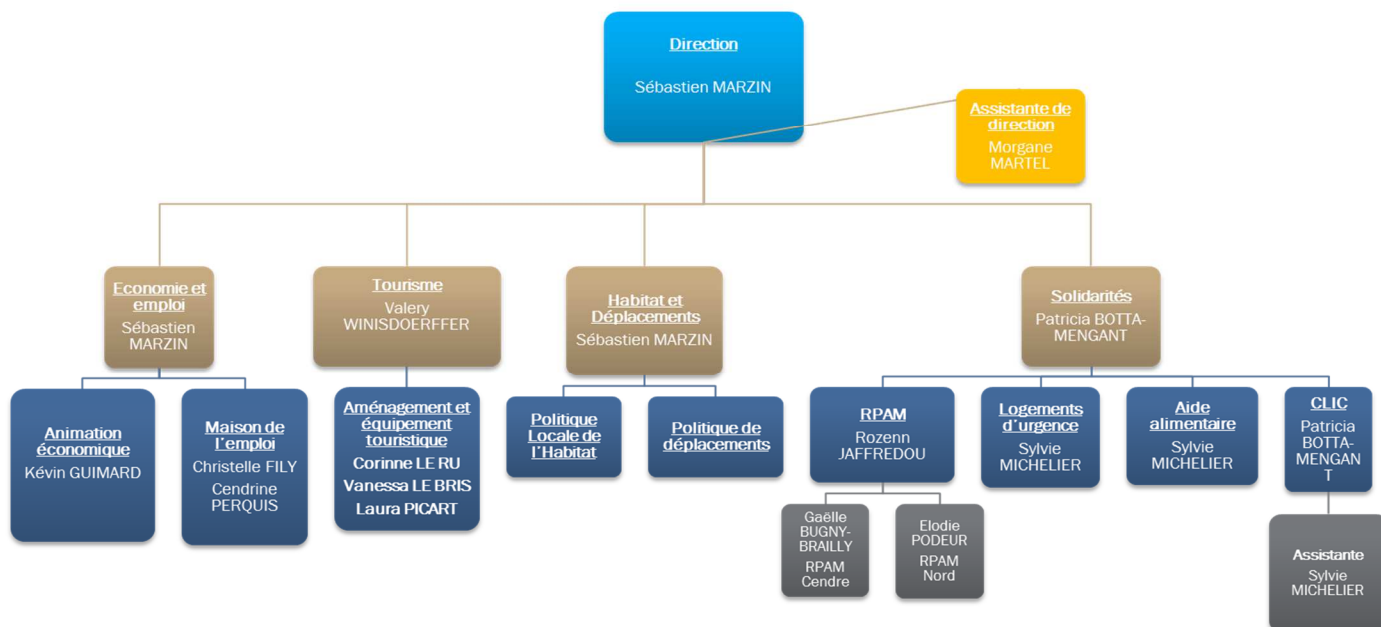 Direction
Sébastien MARZIN
Assistante de
direction
Morgane
MARTEL
Economie et
emploi
Sébastien
MARZIN
Tourisme
Valery
WINISDOERFFER
Habitat et
Déplacements
Sébastien MARZIN
Solidarités
Patricia BOTTA-
MENGANT
Animation
économique
Kévin GUIMARD
Maison de
l'emploi
Christelle FILY
Cendrine
PERQUIS
Aménagement et
équipement
touristique
Corinne LE RU
Vanessa LE BRIS
Laura PICART
Politique
Locale de
l'Habitat
Politique de
déplacements
RPAM
Rozenn
JAFFREDOU
Logements
d'urgence
Sylvie
MICHELIER
Aide
alimentaire
Sylvie
MICHELIER
CLIC
Patricia
BOTTA-
MENGAN
T
Gaëlle
BUGNY-
BRAILLY
RPAM
Cendre
Elodie
PODEUR
RPAM
Nord
Assistante
Sylvie
MICHELIER